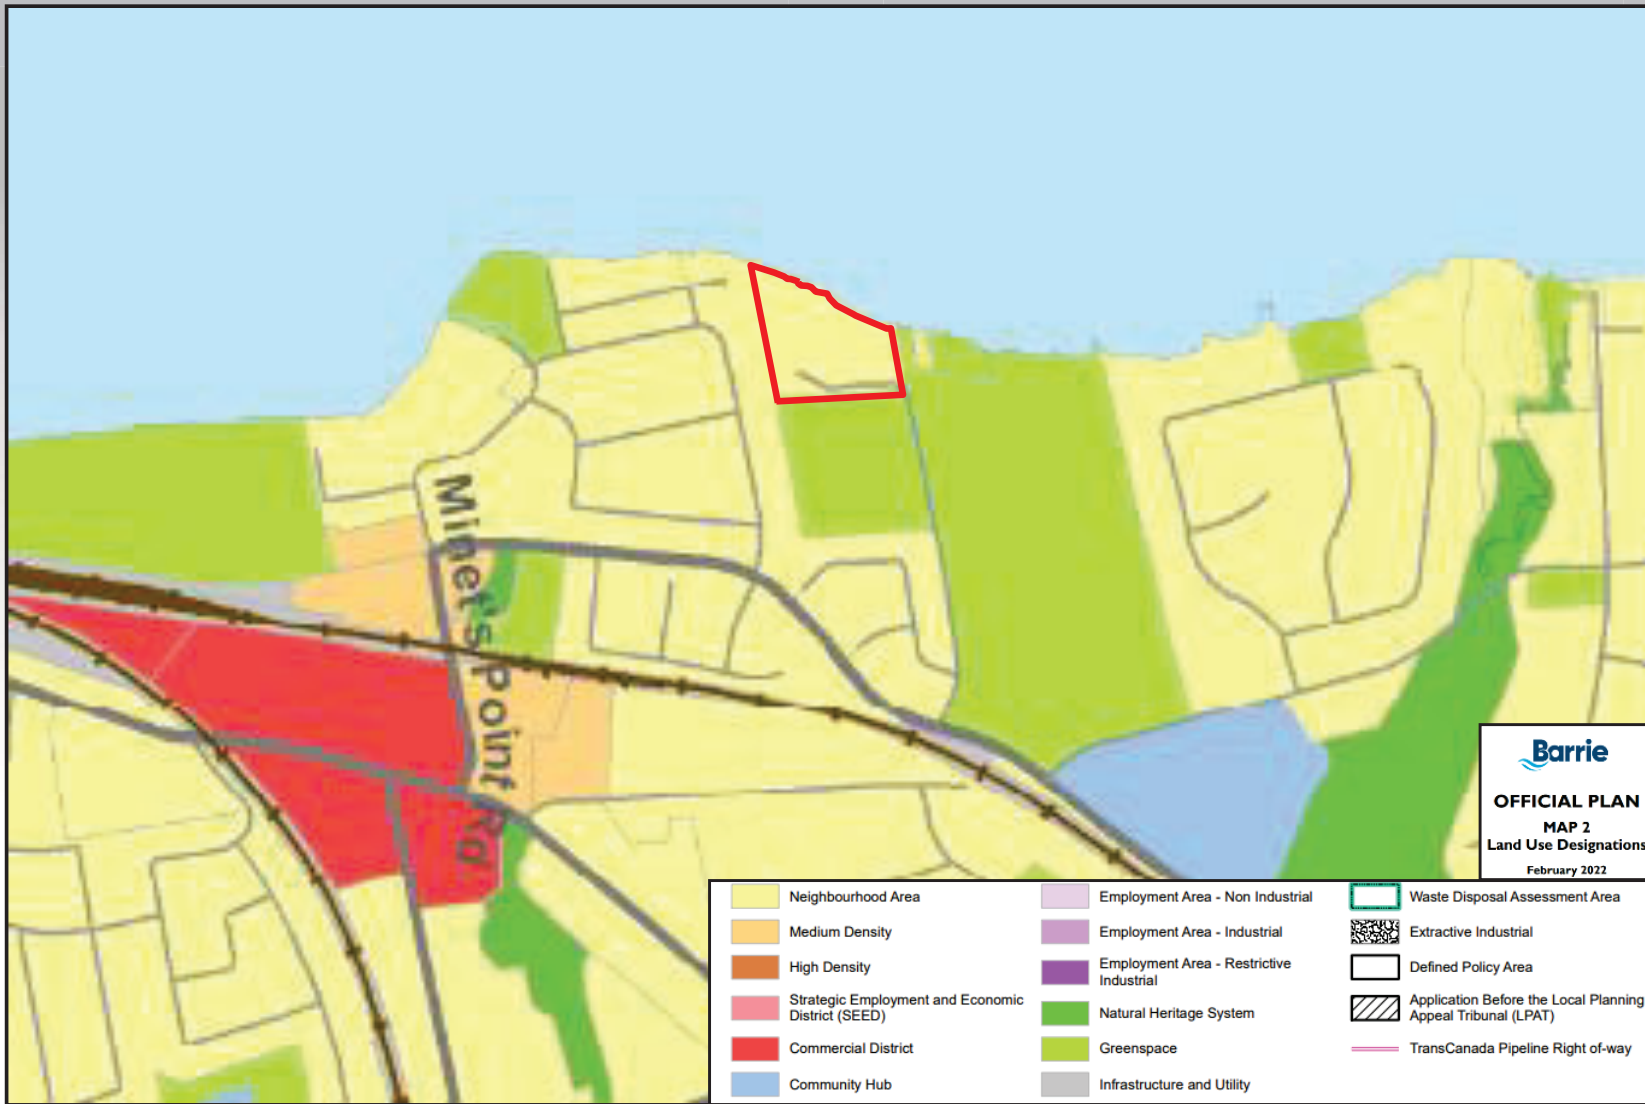 Minet's Point Rd
Barrie
OFFICIAL PLAN
MAP 2
Land Use Designations
February 2022
Neighbourhood Area
Medium Density
High Density
Strategic Employment and Economic
District (SEED)
Commercial District
Community Hub
Employment Area - Non Industrial
Employment Area - Industrial
Employment Area - Restrictive
Industrial
Natural Heritage System
Greenspace
Infrastructure and Utility
Waste Disposal Assessment Area
Extractive Industrial
Defined Policy Area
Application Before the Local Planning
Appeal Tribunal (LPAT)
TransCanada Pipeline Right of-way